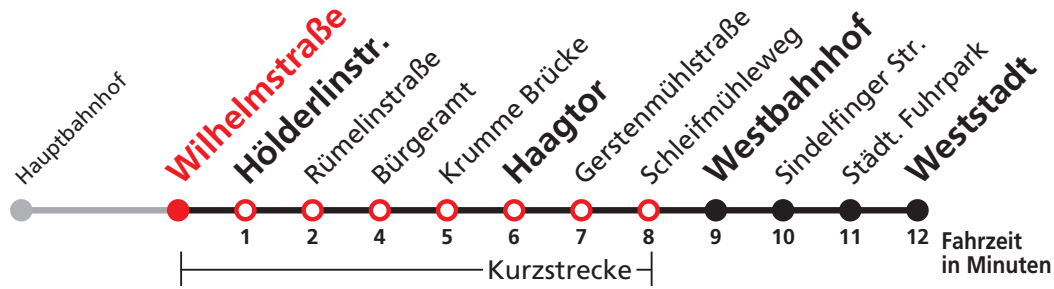 Hauptbahnhof
Wilhelmstraße
Hölderlinstr.
Rümelinstraße
Bürgeramt
Krumme Brücke
Haagtor
Gerstenmühlstraße
Schleifmühleweg
Westbahnhof
Sindelfinger Str.
Städt. Fuhrpark
Weststadt
1 2 4 5 6 7 8 9 10 11 12 Fahrzeit
in Minuten
Kurzstrecke